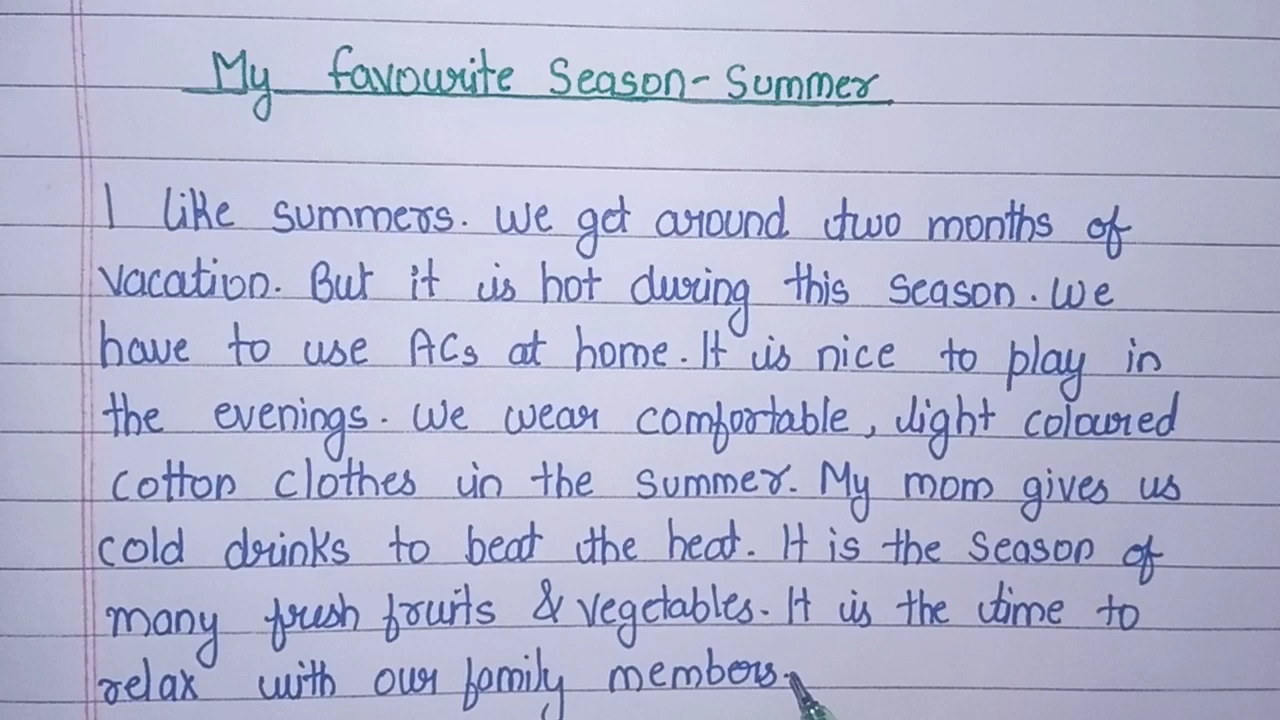 My favourite Season - Summer
I like summers. We get around two months of
vacation. But it is hot during this season. We
have to use ACs at home. It is nice to play in
the evenings. We wear comfortable, light coloured
cotton clothes in the summer. My mom gives us
cold drinks to beat the heat. It is the season of
many fresh fruits & vegetables. It is the time to
relax with our family members.